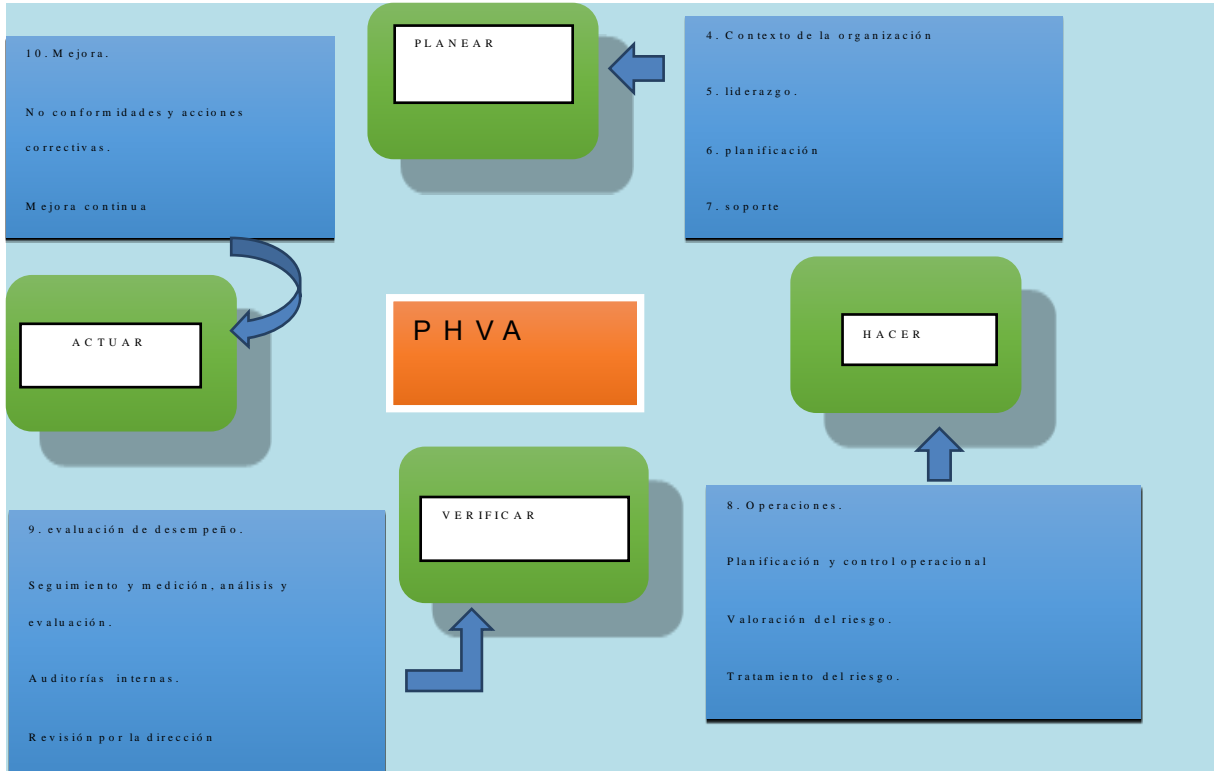 PLANEAR
4. Contexto de la organización
5. liderazgo.
6. planificación
7. soporte
10. Mejora.
No conformidades y acciones
correctivas.
Mejora continua
ACTUAR
PHVA
HACER
VERIFICAR
8. Operaciones.
Planificación y control operacional
Valoración del riesgo.
Tratamiento del riesgo.
9. evaluación de desempeño.
Seguimiento y medición, análisis y
evaluación.
Auditorías internas.
Revisión por la dirección